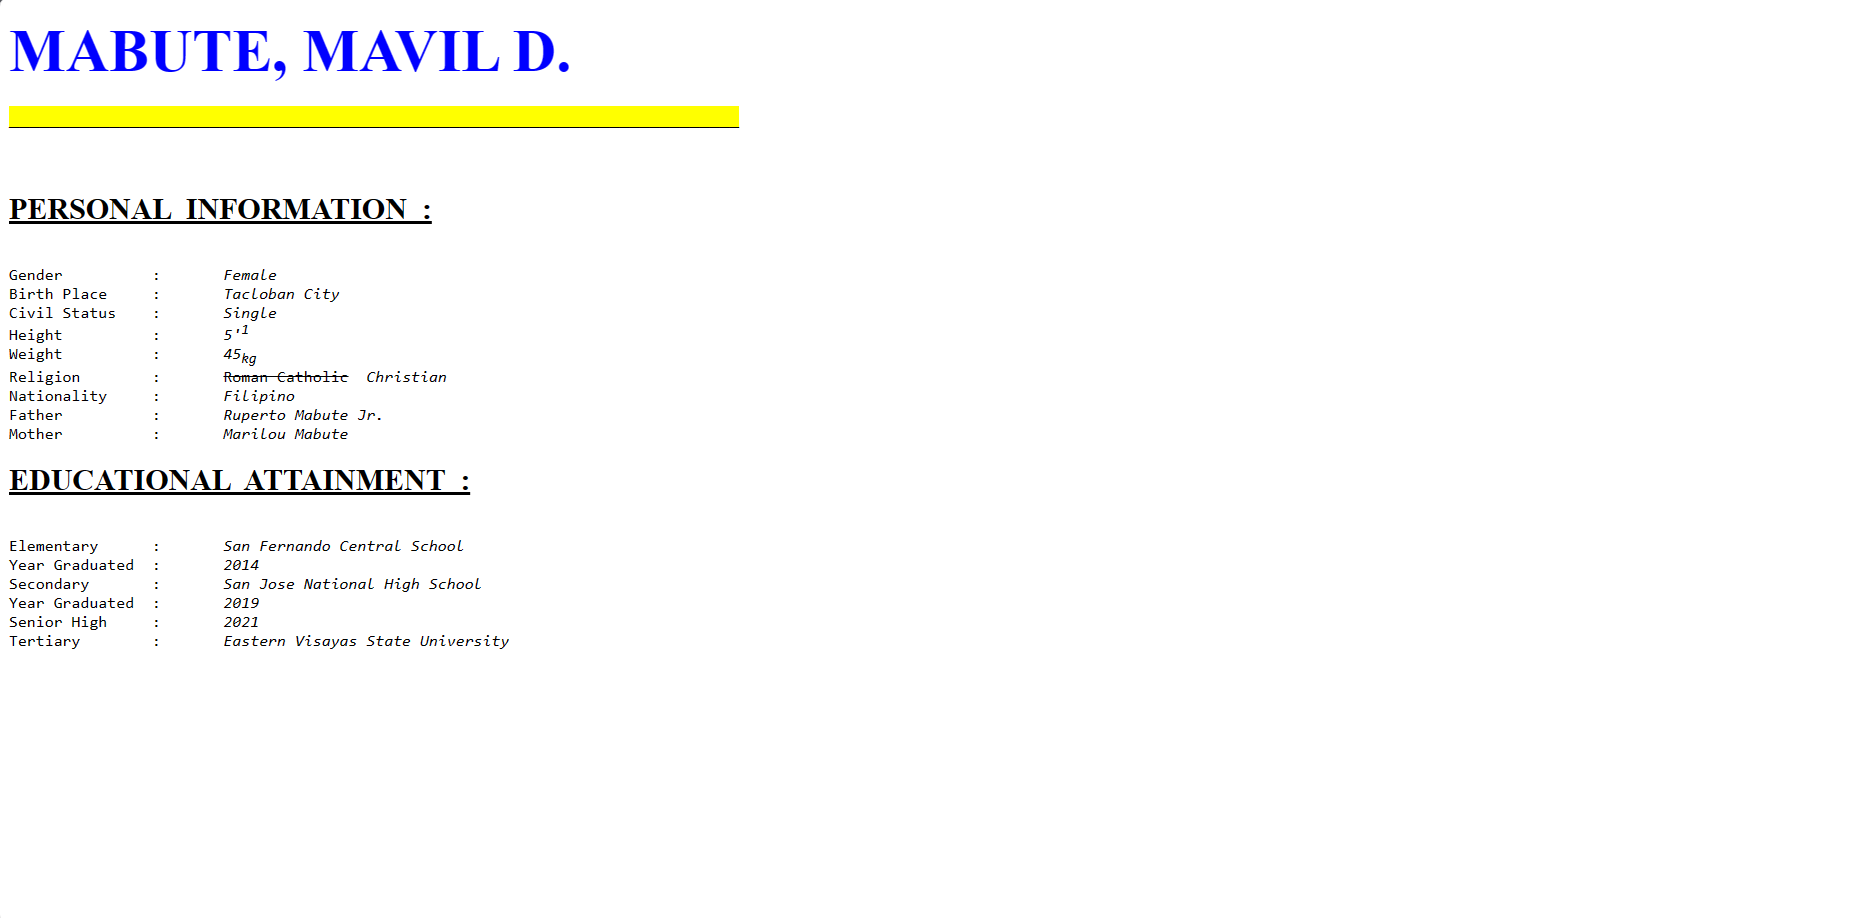 MABUTE, MAVIL D.
PERSONAL INFORMATION :
Gender : Female
Birth Place : Tacloban City
Civil Status : Single
Height : 5'1
Weight : 45kg
Religion : Roman Catholic Christian
Nationality : Filipino
Father : Ruperto Mabute Jr.
Mother : Marilou Mabute
EDUCATIONAL ATTAINMENT :
Elementary : San Fernando Central School
Year Graduated : 2014
Secondary : San Jose National High School
Year Graduated : 2019
Senior High : 2021
Tertiary : Eastern Visayas State University